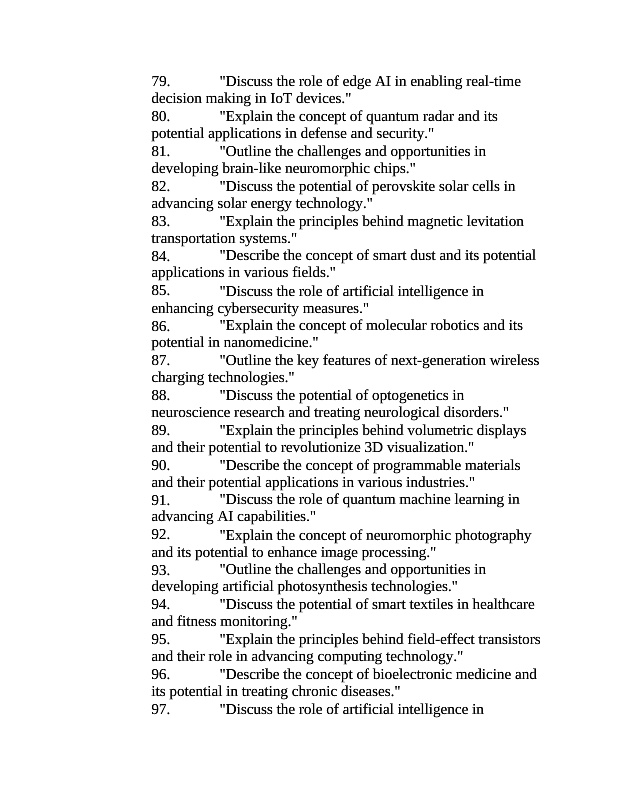 79. "Discuss the role of edge AI in enabling real-time
decision making in IoT devices."
80. "Explain the concept of quantum radar and its
potential applications in defense and security."
81. "Outline the challenges and opportunities in
developing brain-like neuromorphic chips."
82. "Discuss the potential of perovskite solar cells in
advancing solar energy technology."
83. "Explain the principles behind magnetic levitation
transportation systems."
84. "Describe the concept of smart dust and its potential
applications in various fields."
85. "Discuss the role of artificial intelligence in
enhancing cybersecurity measures."
86. "Explain the concept of molecular robotics and its
potential in nanomedicine."
87. "Outline the key features of next-generation wireless
charging technologies."
88. "Discuss the potential of optogenetics in
neuroscience research and treating neurological disorders."
89. "Explain the principles behind volumetric displays
and their potential to revolutionize 3D visualization."
90. "Describe the concept of programmable materials
and their potential applications in various industries."
91. "Discuss the role of quantum machine learning in
advancing AI capabilities."
92. "Explain the concept of neuromorphic photography
and its potential to enhance image processing."
93. "Outline the challenges and opportunities in
developing artificial photosynthesis technologies."
94. "Discuss the potential of smart textiles in healthcare
and fitness monitoring."
95. "Explain the principles behind field-effect transistors
and their role in advancing computing technology."
96. "Describe the concept of bioelectronic medicine and
its potential in treating chronic diseases."
97. "Discuss the role of artificial intelligence in